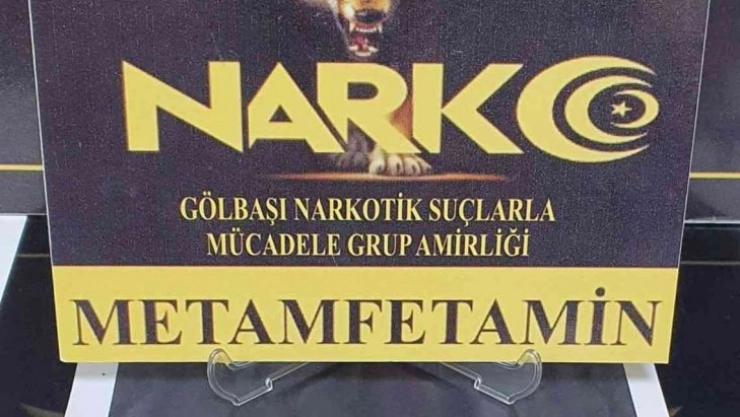 NARKO
GÖLBAŞI NARKOTİK SUÇLARLA
MÜCADELE GRUP AMİRLİĞİ
METAMFETAMİN